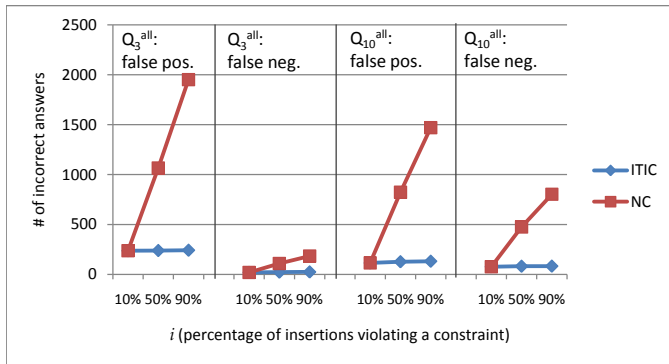 Q₃ᵃˡˡ:
false pos.
Q₃ᵃˡˡ:
false neg.
Q₁₀ᵃˡˡ:
false pos.
Q₁₀ᵃˡˡ:
false neg.
2500
2000
1500
1000
500
0
# of incorrect answers
ITIC
NC
10% 50% 90% 10% 50% 90% 10% 50% 90% 10% 50% 90%
i (percentage of insertions violating a constraint)